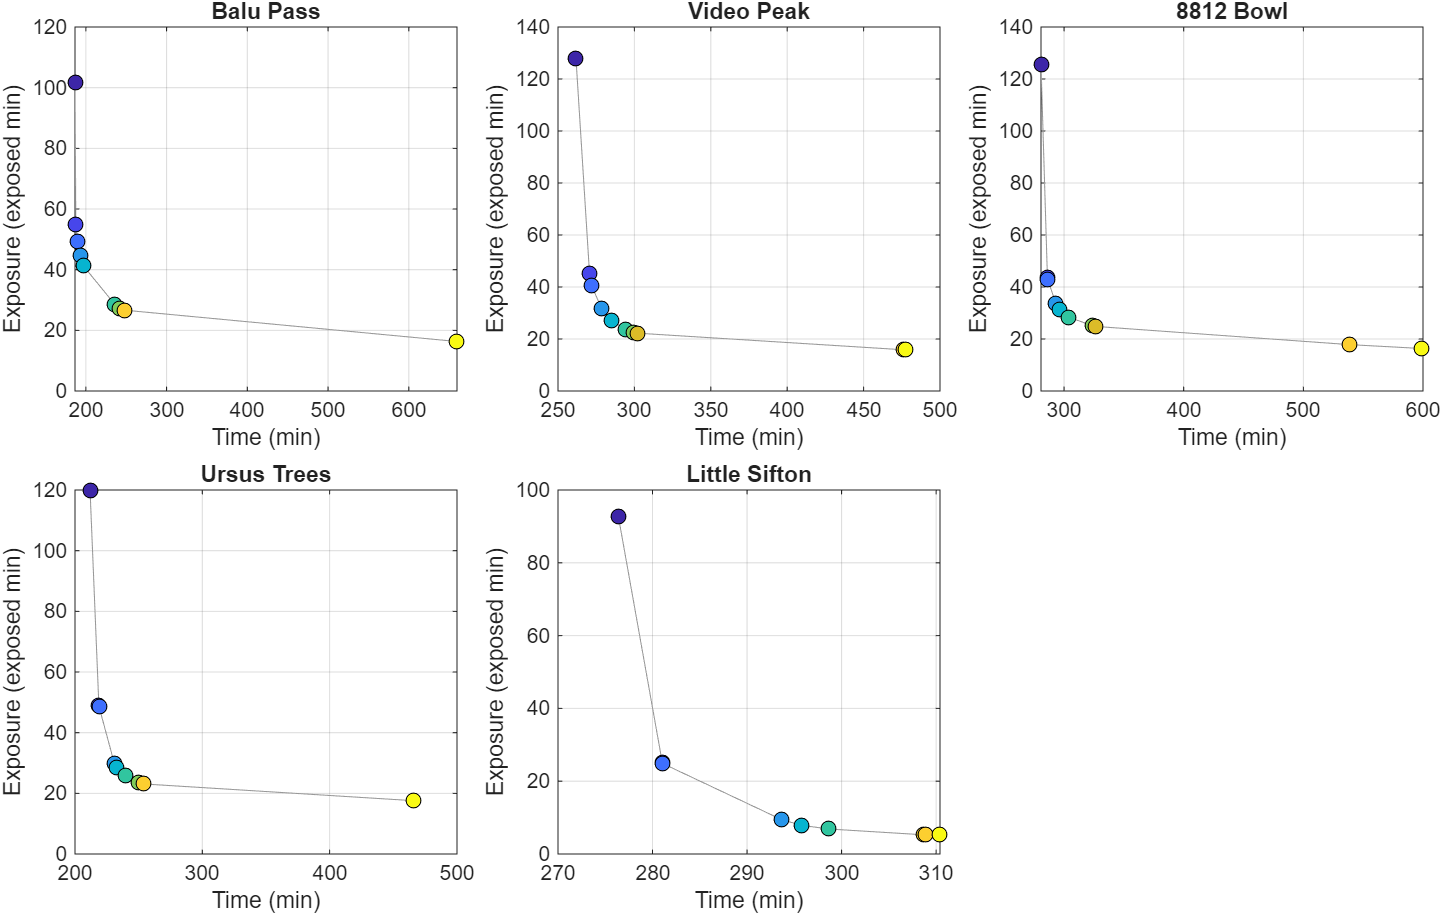 Balu Pass
Exposure (exposed min)
120
100
80
60
40
20
0
200 300 400 500 600
Time (min)
Video Peak
Exposure (exposed min)
140
120
100
80
60
40
20
0
250 300 350 400 450 500
Time (min)
8812 Bowl
Exposure (exposed min)
140
120
100
80
60
40
20
0
300 400 500 600
Time (min)
Ursus Trees
Exposure (exposed min)
120
100
80
60
40
20
0
200 300 400 500
Time (min)
Little Sifton
Exposure (exposed min)
100
80
60
40
20
0
270 280 290 300 310
Time (min)